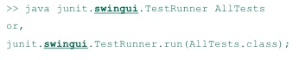 >> java junit.swingui.TestRunner AllTests
or,
junit.swingui.TestRunner.run(AllTests.class);